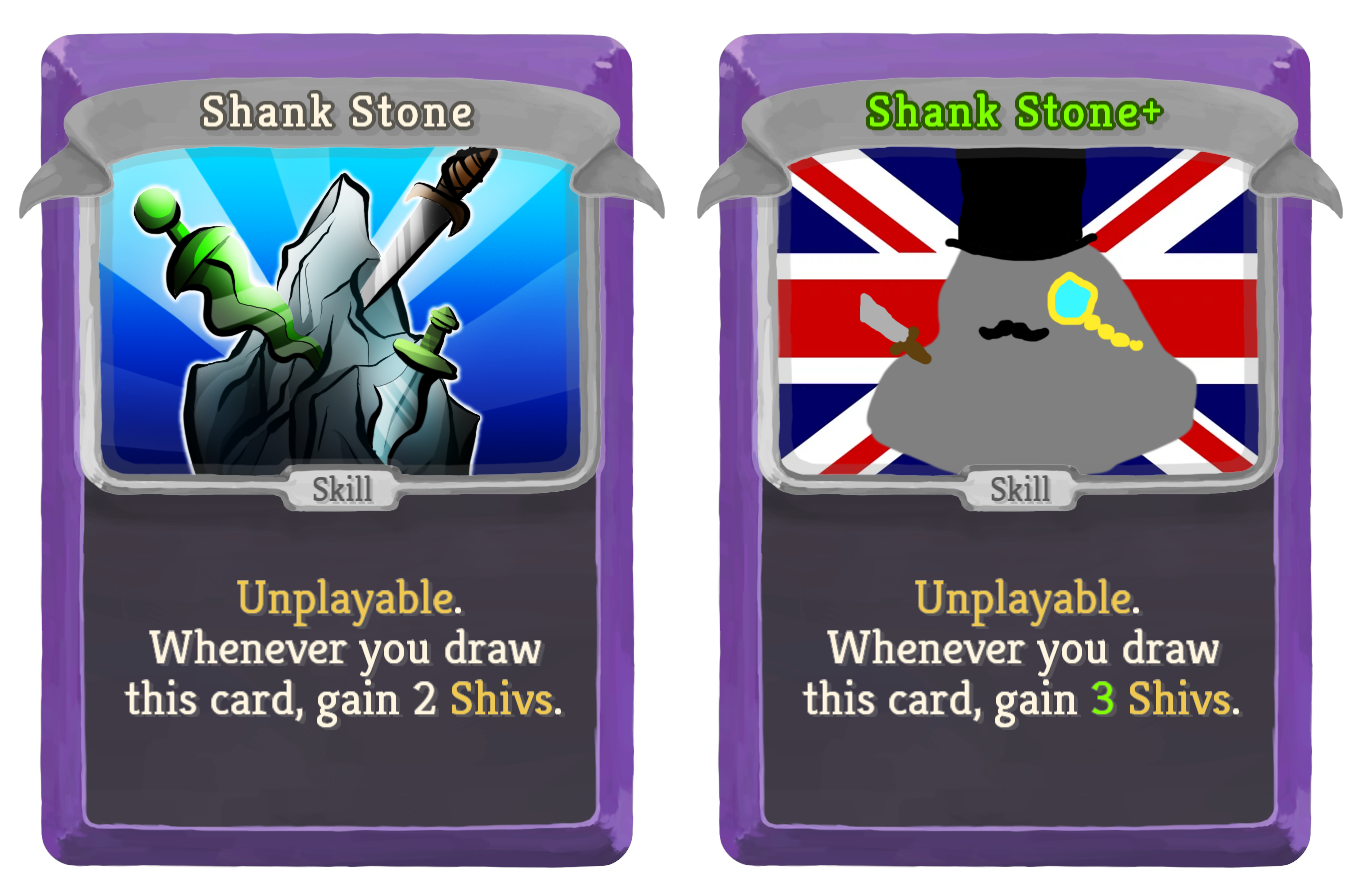 Shank Stone
Skill
Unplayable.
Whenever you draw
this card, gain 2 Shivs.
Shank Stone+
Skill
Unplayable.
Whenever you draw
this card, gain 3 Shivs.